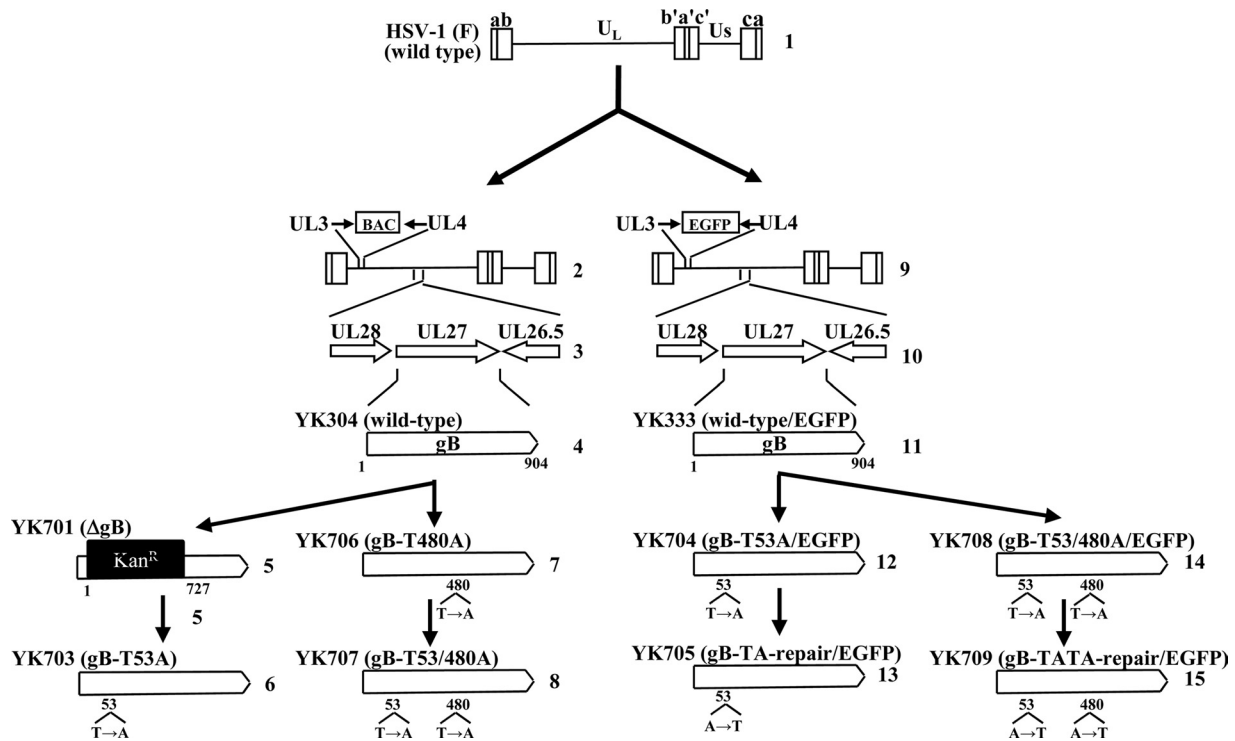 ab b'a'c' ca
HSV-1 (F) UL Us
(wild type) 1
UL3 BAC UL4 UL3 EGFP UL4
2 9
UL28 UL27 UL26.5 UL28 UL27 UL26.5
3 10
YK304 (wild-type) YK333 (wid-type/EGFP)
gB 4 gB 11
1 904 1 904
YK701 (ΔgB) YK706 (gB-T480A) YK704 (gB-T53A/EGFP) YK708 (gB-T53/480A/EGFP)
KanR 5 7 12 14
1 727 480 53 53 480
T→A T→A T→A T→A
5
YK703 (gB-T53A) YK707 (gB-T53/480A) YK705 (gB-TA-repair/EGFP) YK709 (gB-TATA-repair/EGFP)
6 8 13 15
53 53 480 53 53 480
T→A T→A T→A A→T A→T A→T